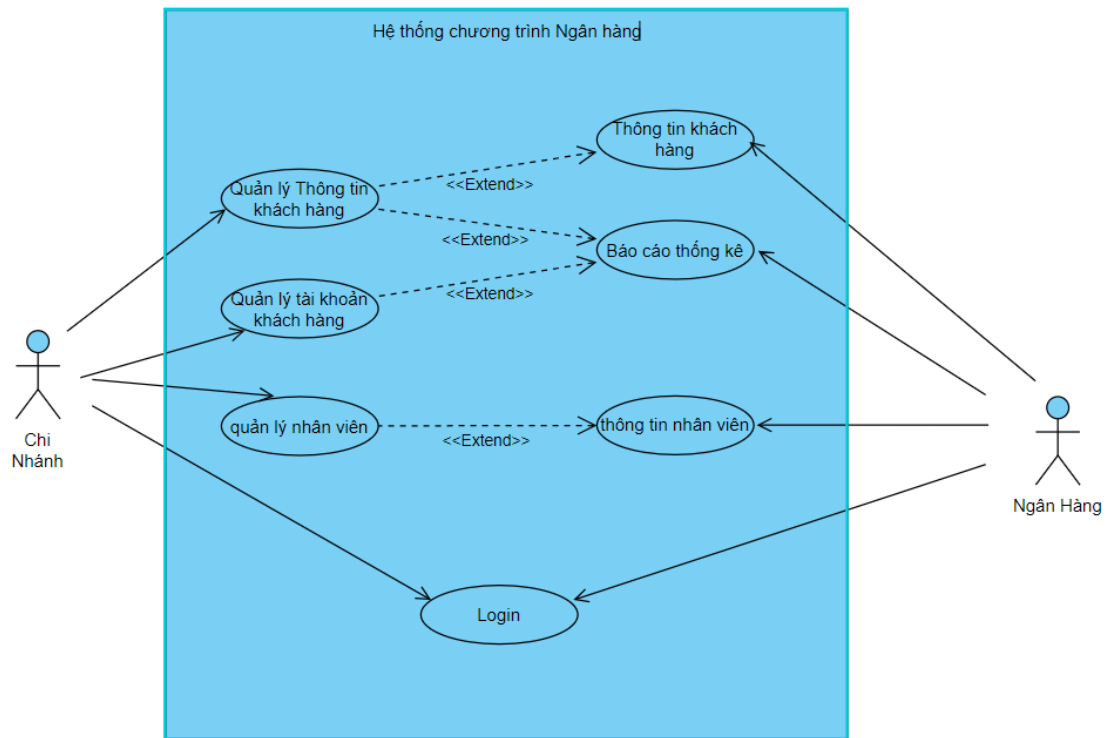 Hệ thống chương trình Ngân hàng
Thông tin khách
hàng
<<Extend>>
Quản lý Thông tin
khách hàng
<<Extend>>
Báo cáo thống kê
Quản lý tài khoản
khách hàng
<<Extend>>
quản lý nhân viên
<<Extend>>
thông tin nhân viên
Chi
Nhánh
Ngân Hàng
Login